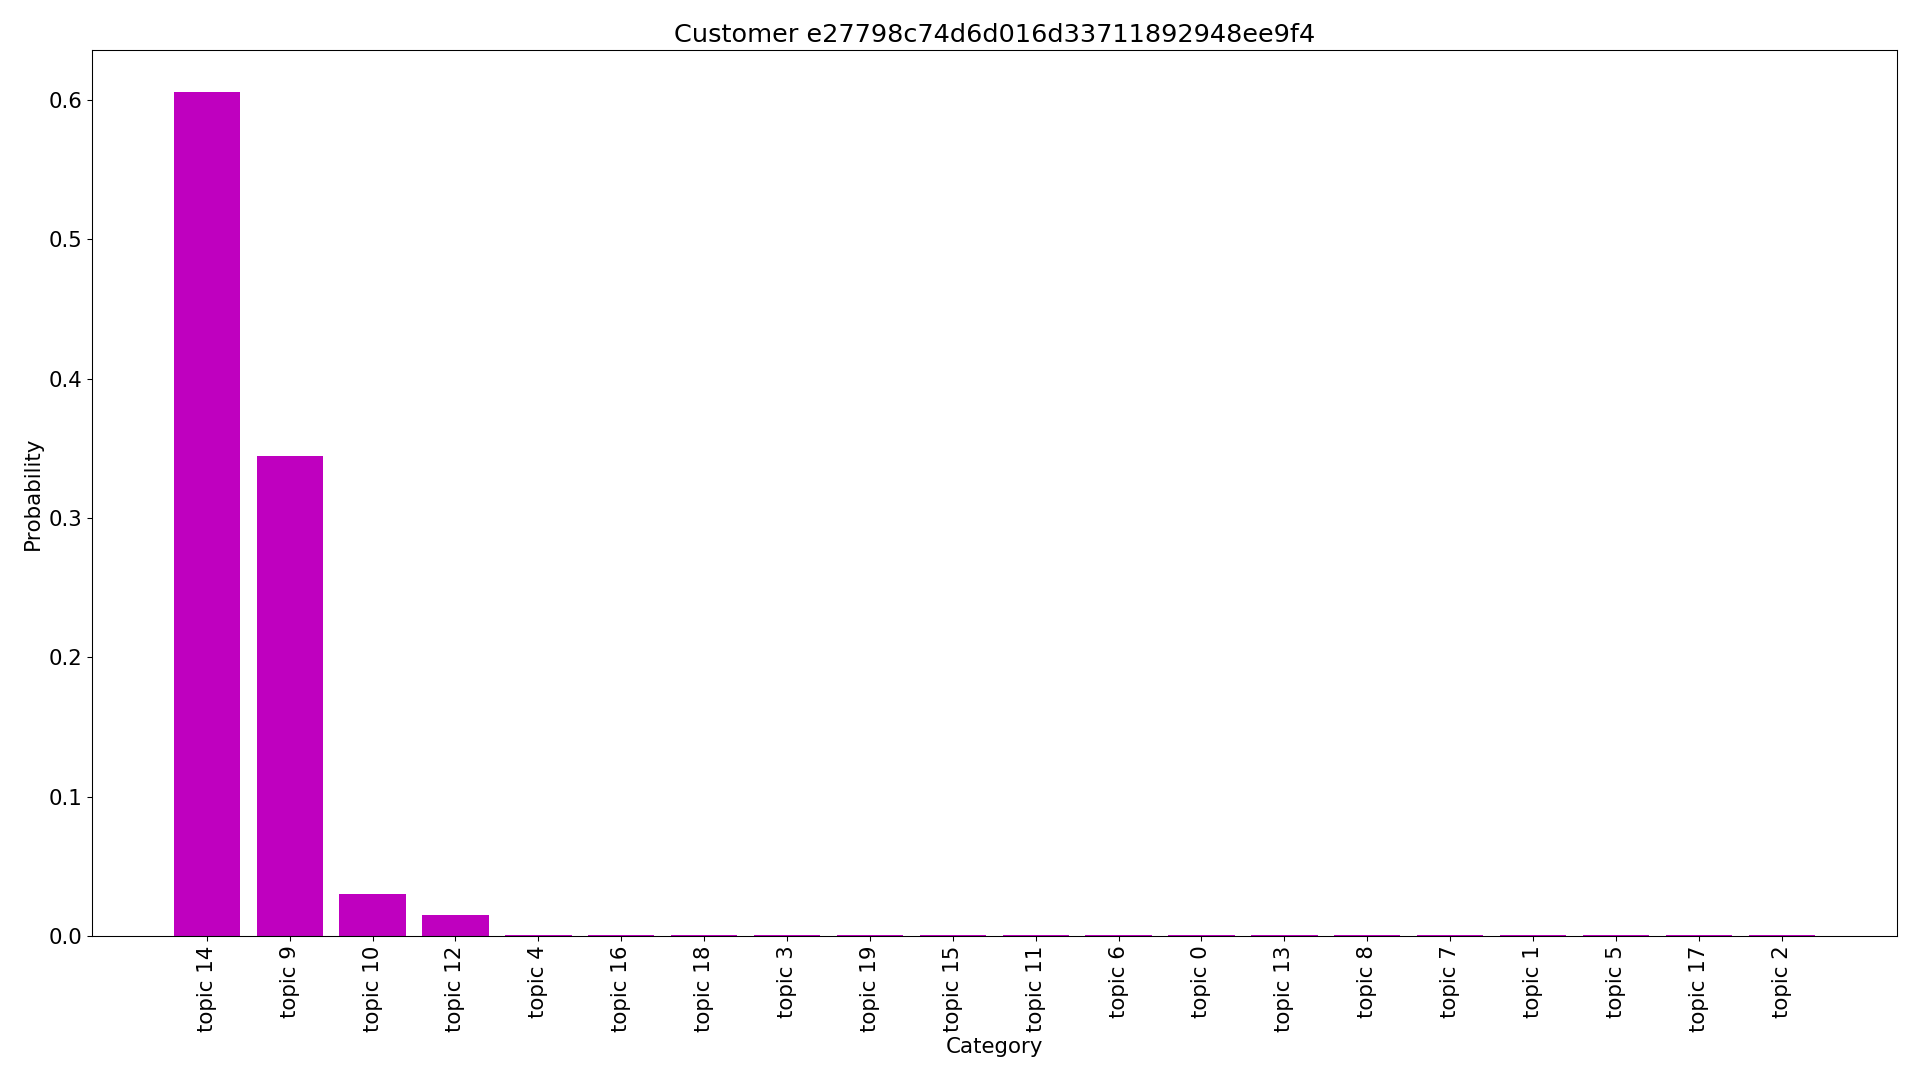 Customer e27798c74d6d016d33711892948ee9f4
Probability
0.6
0.5
0.4
0.3
0.2
0.1
0.0
topic 14
topic 9
topic 10
topic 12
topic 4
topic 16
topic 18
topic 3
topic 19
topic 15
topic 11
topic 6
topic 0
topic 13
topic 8
topic 7
topic 1
topic 5
topic 17
topic 2
Category